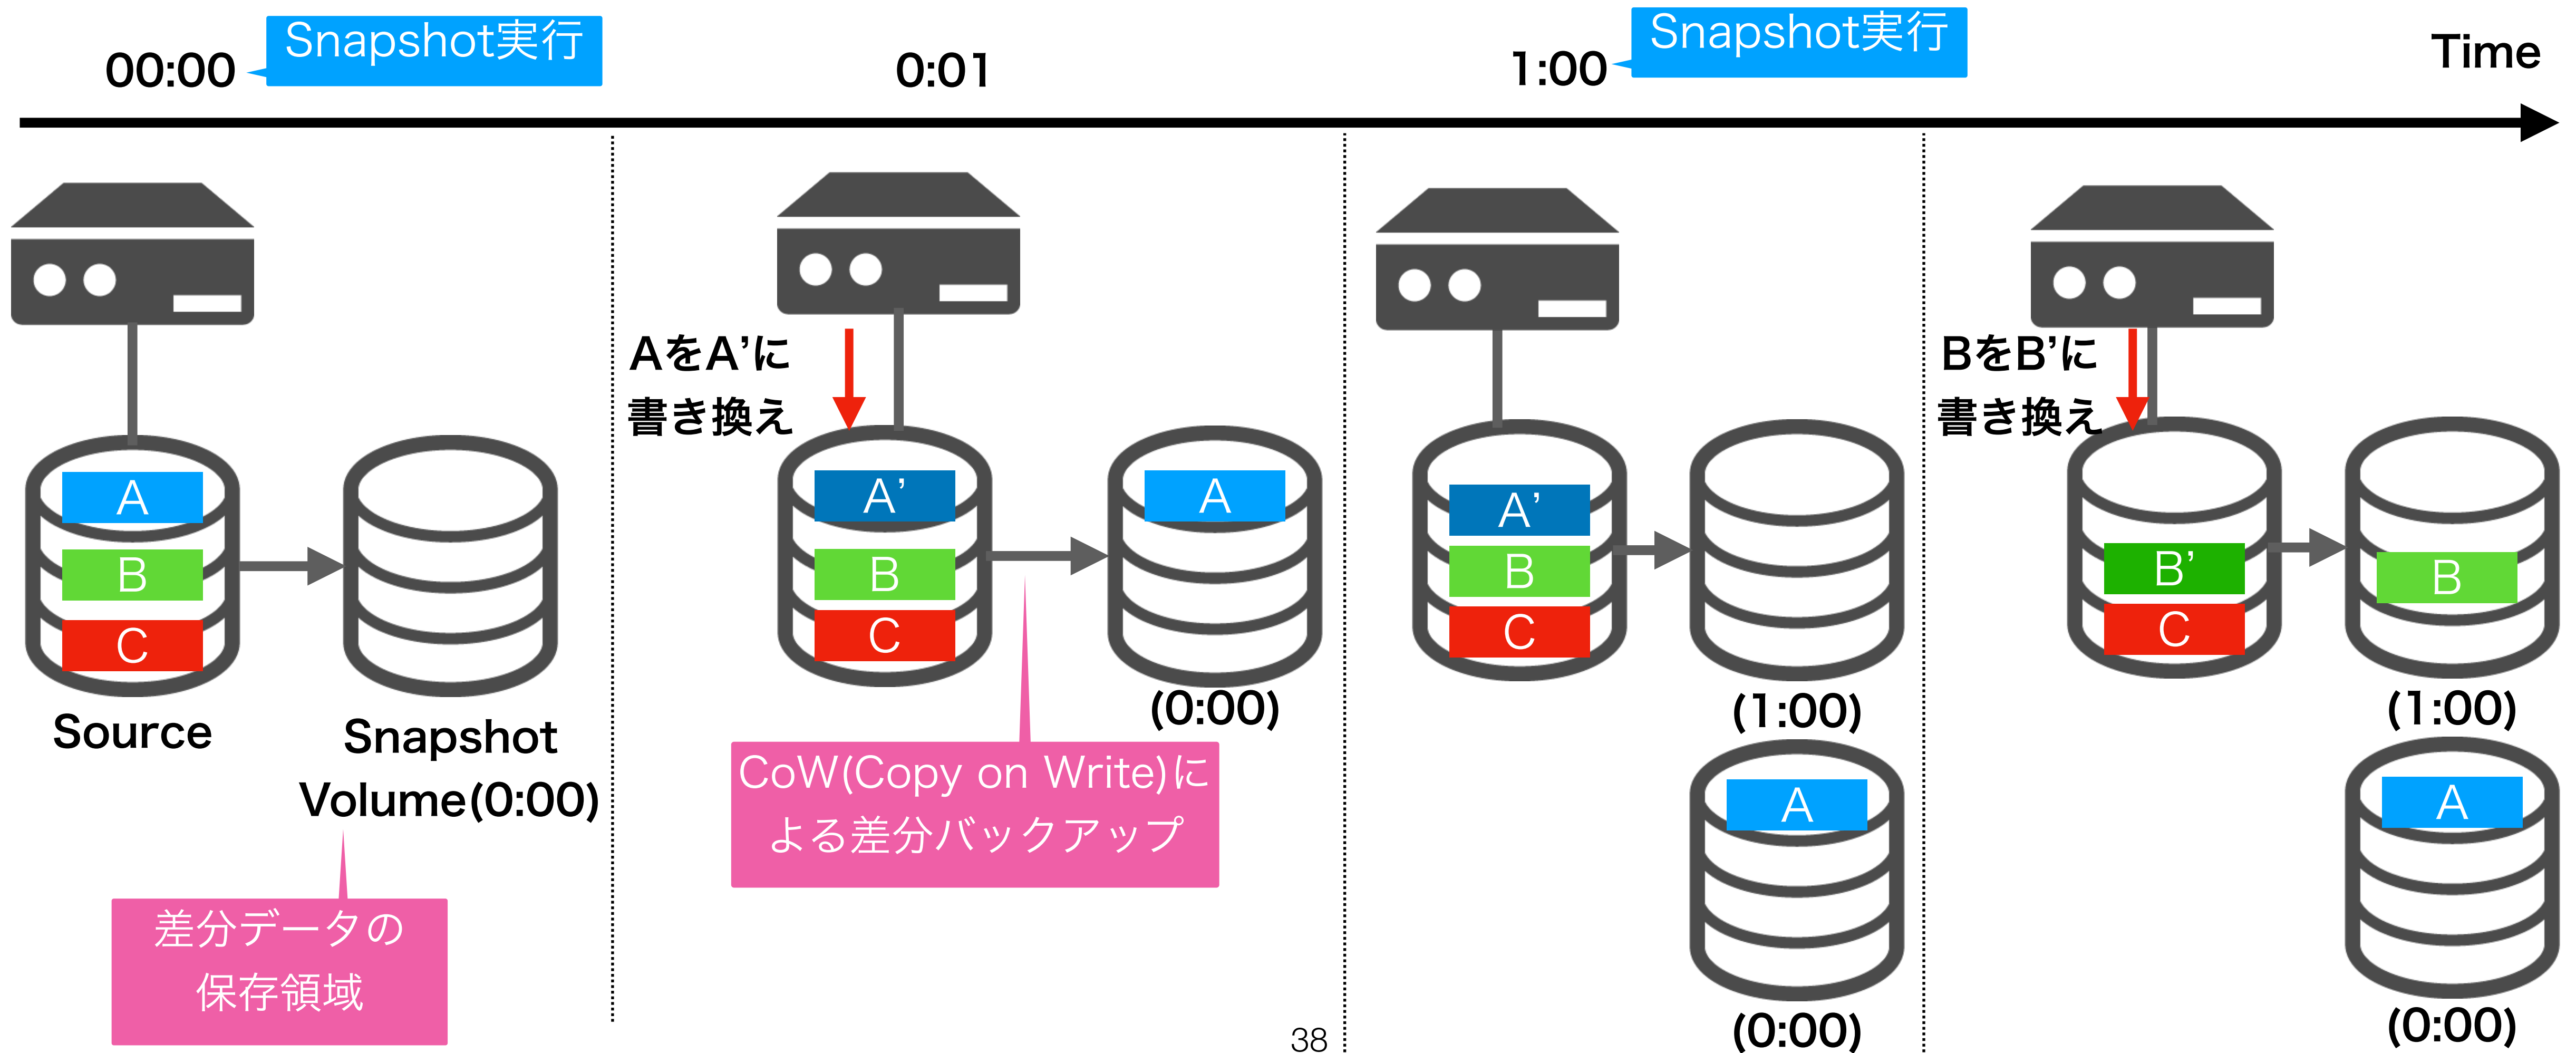 00:00
Snapshot実行
0:01
1:00
Snapshot実行
Time
A
B
C
Source
Snapshot
Volume(0:00)
差分データの
保存領域
AをA’に
書き換え
A’
B
C
A
(0:00)
CoW(Copy on Write)に
よる差分バックアップ
A’
B
C
(1:00)
A
(0:00)
BをB’に
書き換え
B’
C
B
(1:00)
A
(0:00)
38